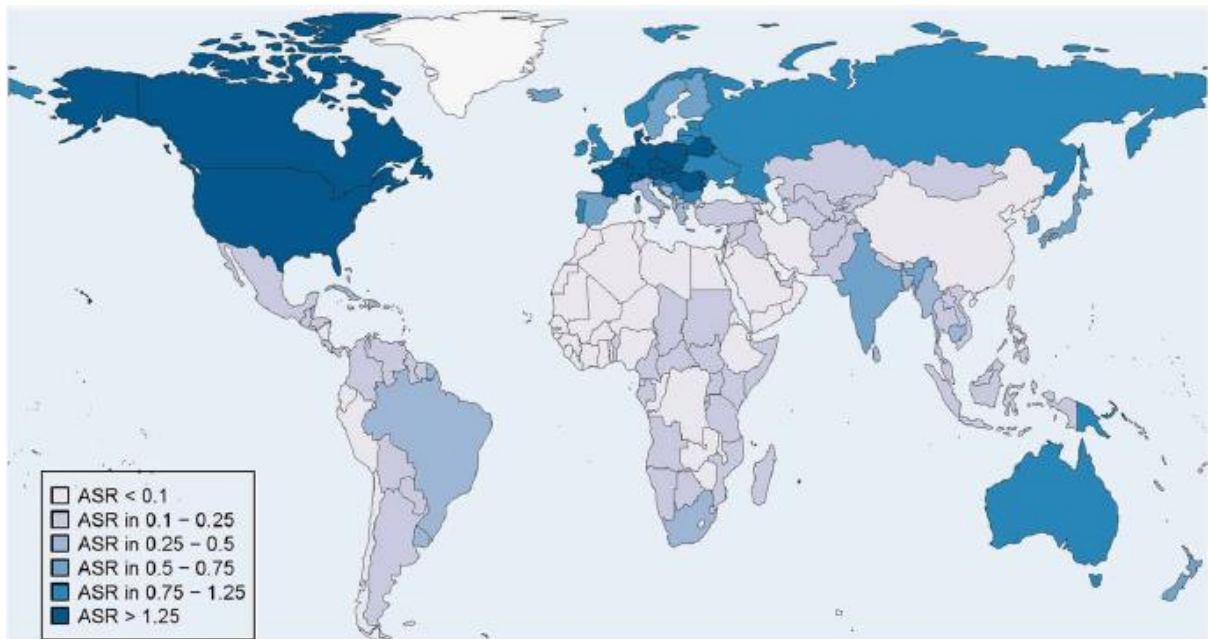 ASR < 0.1
ASR in 0.1 − 0.25
ASR in 0.25 − 0.5
ASR in 0.5 − 0.75
ASR in 0.75 − 1.25
ASR > 1.25